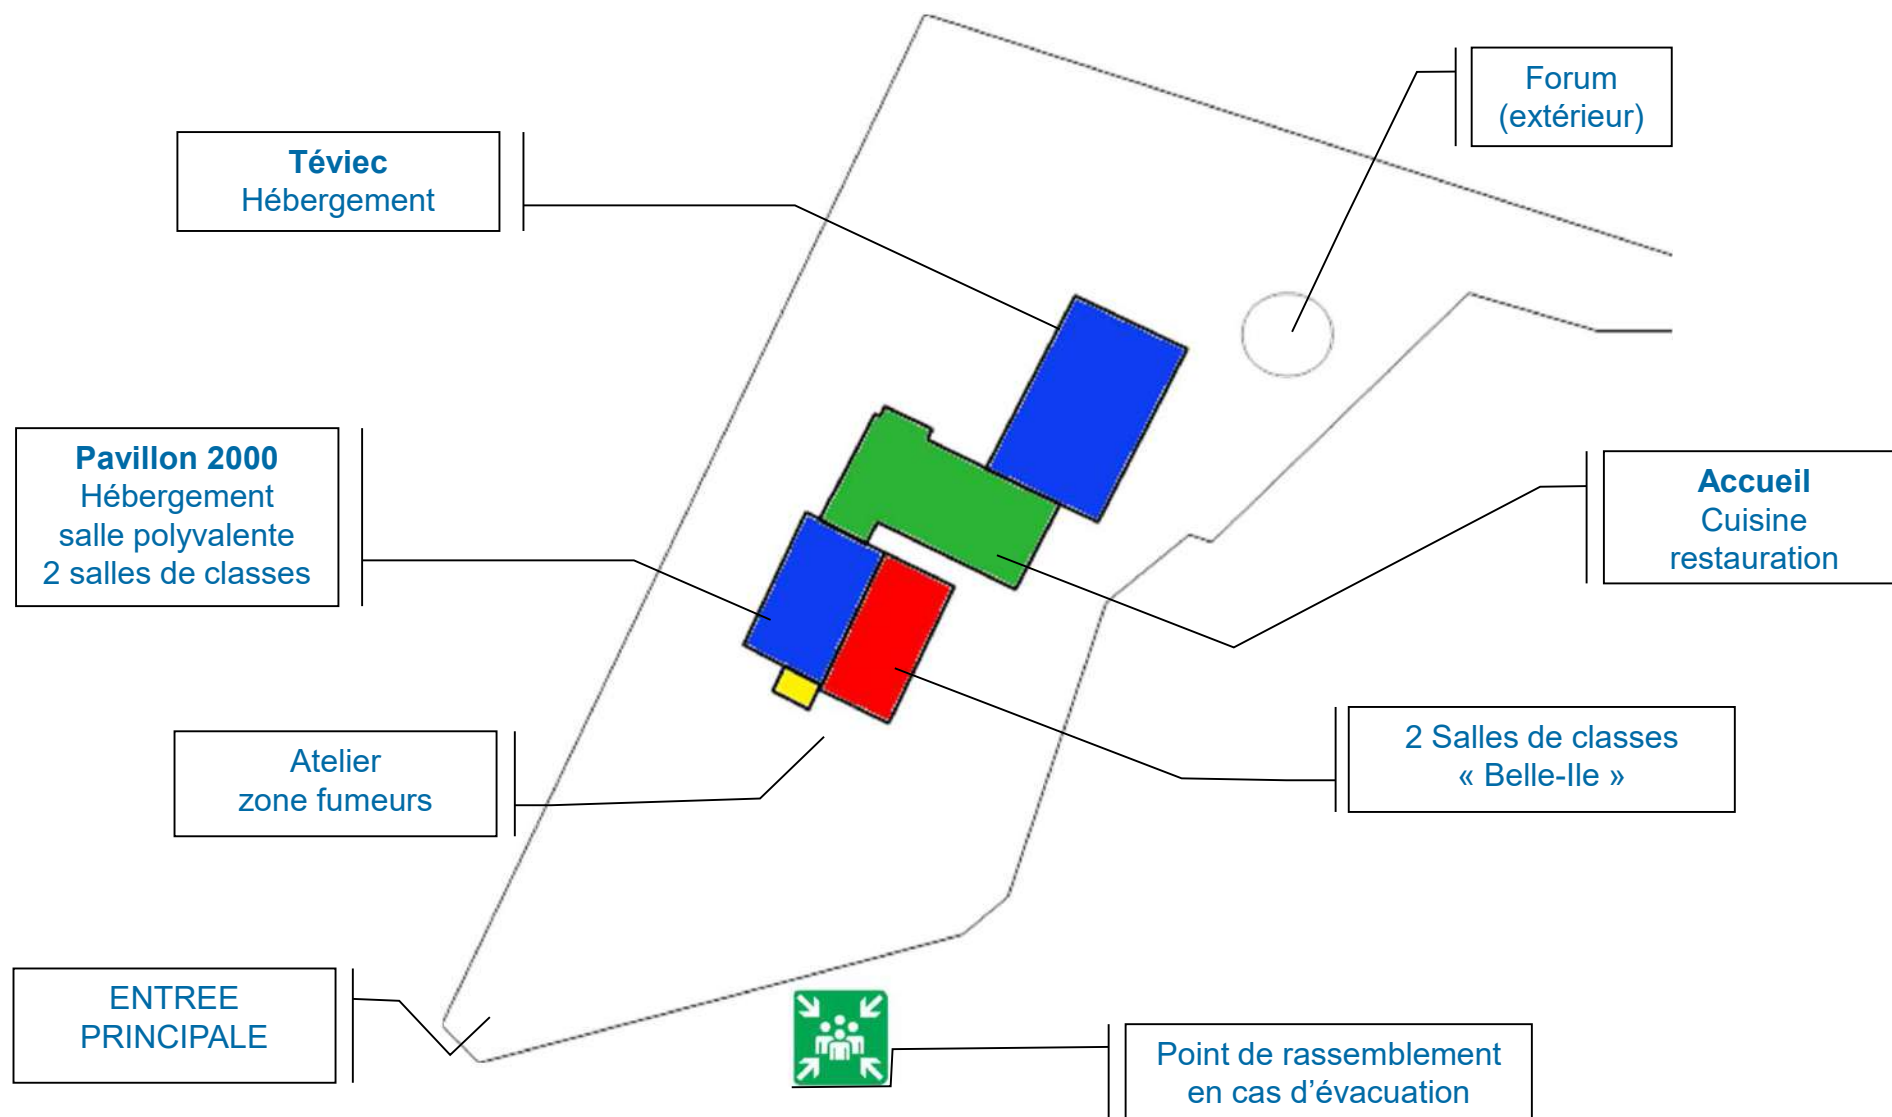 Forum
(extérieur)
Téviec
Hébergement
Pavillon 2000
Hébergement
salle polyvalente
2 salles de classes
Accueil
Cuisine
restauration
Atelier
zone fumeurs
2 Salles de classes
« Belle-Ile »
ENTREE
PRINCIPALE
Point de rassemblement
en cas d’évacuation